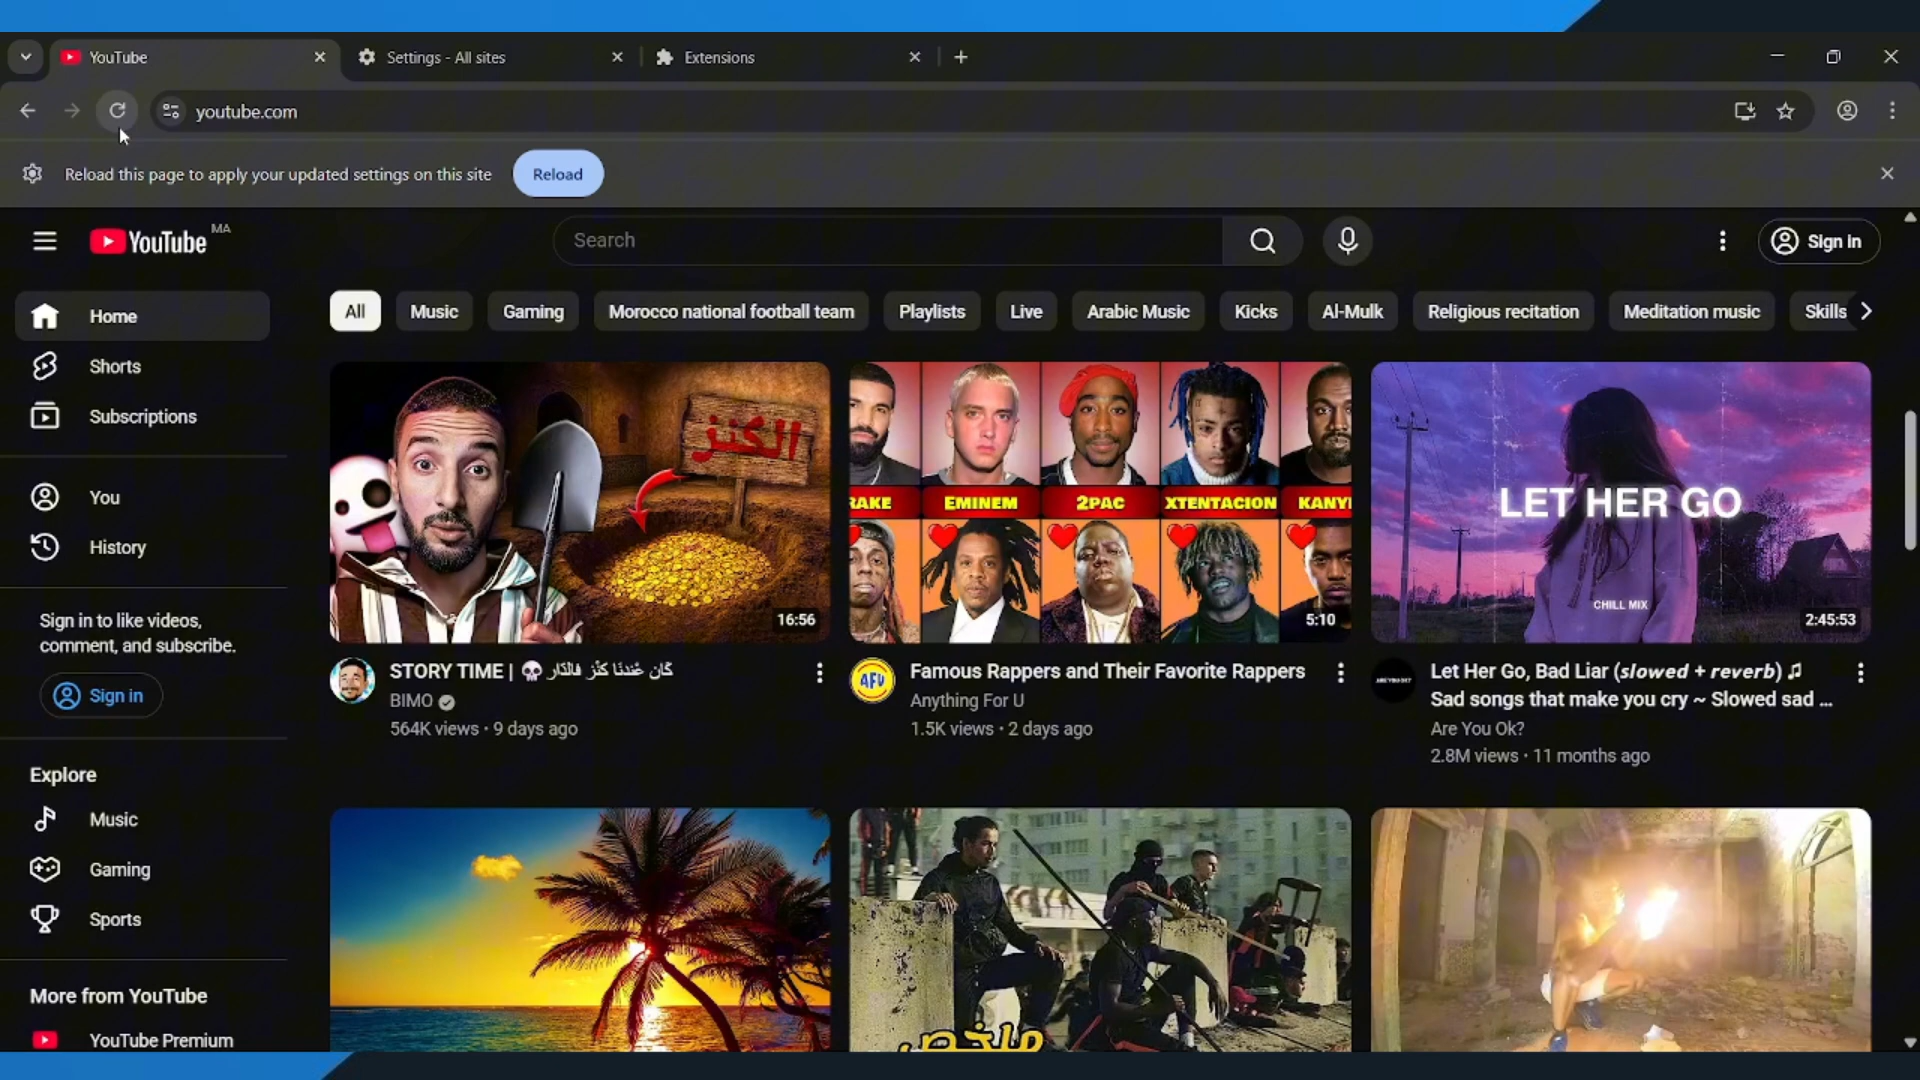 YouTube
Settings - All sites
Extensions
youtube.com
Reload this page to apply your updated settings on this site
Reload
YouTube MA
Search
Sign in
Home
Shorts
Subscriptions
You
History
Sign in to like videos,
comment, and subscribe.
Sign in
Explore
Music
Gaming
Sports
More from YouTube
YouTube Premium
All
Music
Gaming
Morocco national football team
Playlists
Live
Arabic Music
Kicks
Al-Mulk
Religious recitation
Meditation music
Skills
الكنز
16:56
STORY TIME | كان عندنا كنز فالدار
BIMO
564K views • 9 days ago
RAKE
EMINEM
2PAC
XTENTACION
KANY
5:10
AFU
Famous Rappers and Their Favorite Rappers
Anything For U
1.5K views • 2 days ago
LET HER GO
CHILL MIX
2:45:53
Let Her Go, Bad Liar (slowed + reverb) ♫
Sad songs that make you cry ~ Slowed sad ...
Are You Ok?
2.8M views • 11 months ago
ملخص